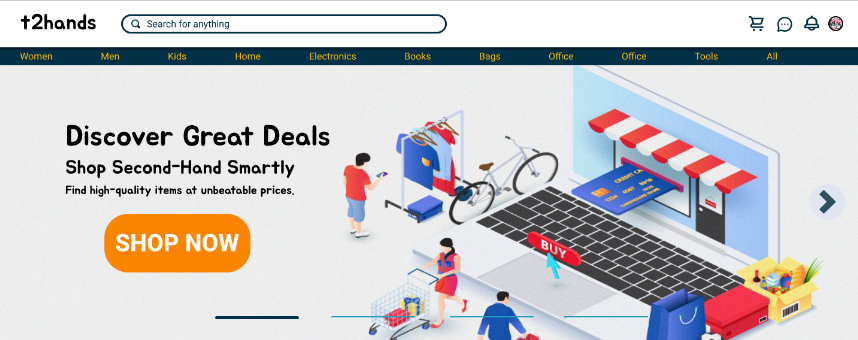 t2hands
Search for anything
Women Men Kids Home Electronics Books Bags Office Office Tools All
Discover Great Deals
Shop Second-Hand Smartly
Find high-quality items at unbeatable prices.
SHOP NOW
CREDIT CA
BUY